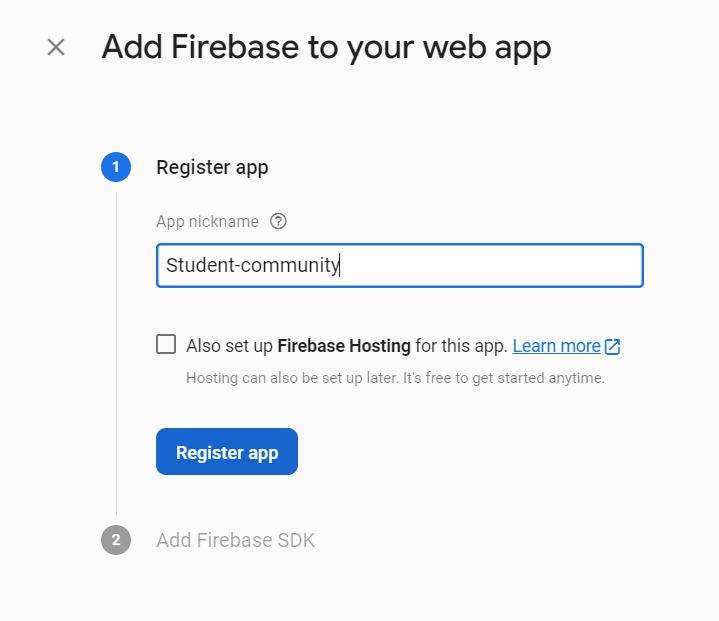 Add Firebase to your web app
1 Register app
App nickname ?
Student-community
Also set up Firebase Hosting for this app. Learn more
Hosting can also be set up later. It's free to get started anytime.
Register app
2 Add Firebase SDK